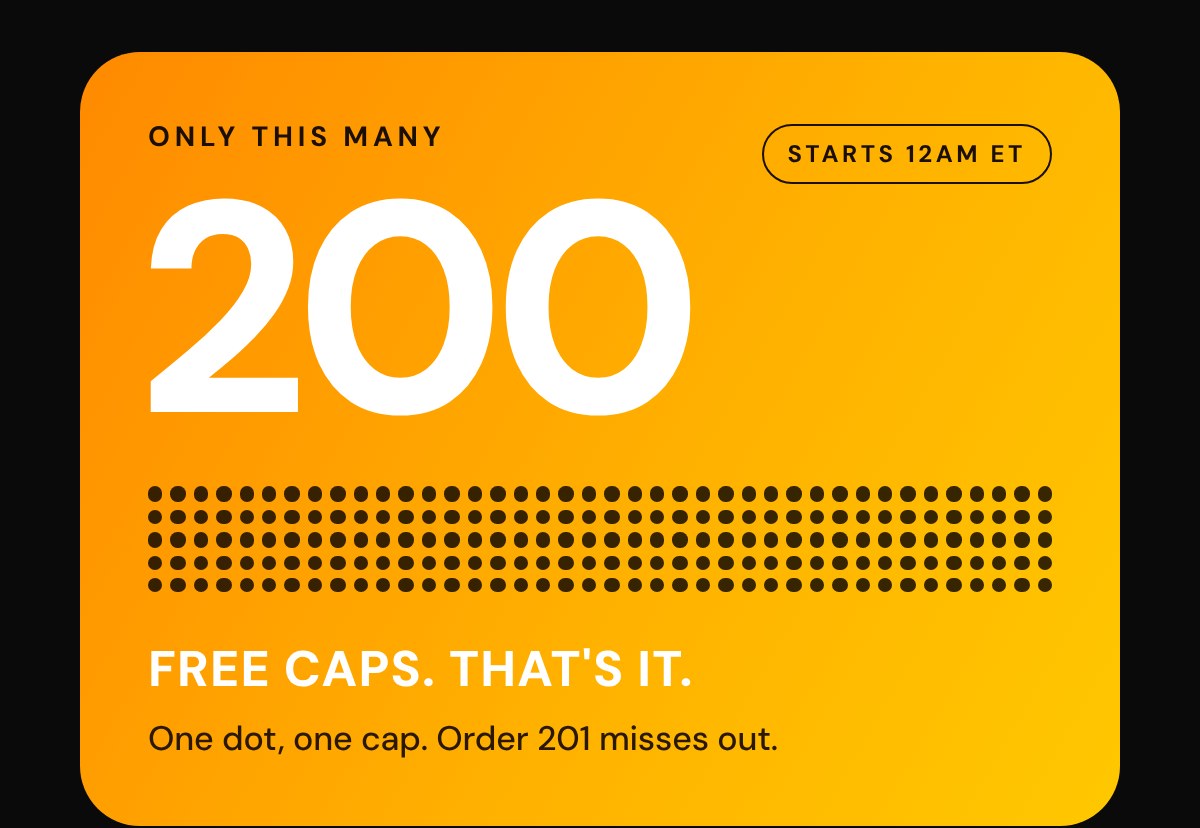 ONLY THIS MANY
STARTS 12AM ET
200
FREE CAPS. THAT'S IT.
One dot, one cap. Order 201 misses out.